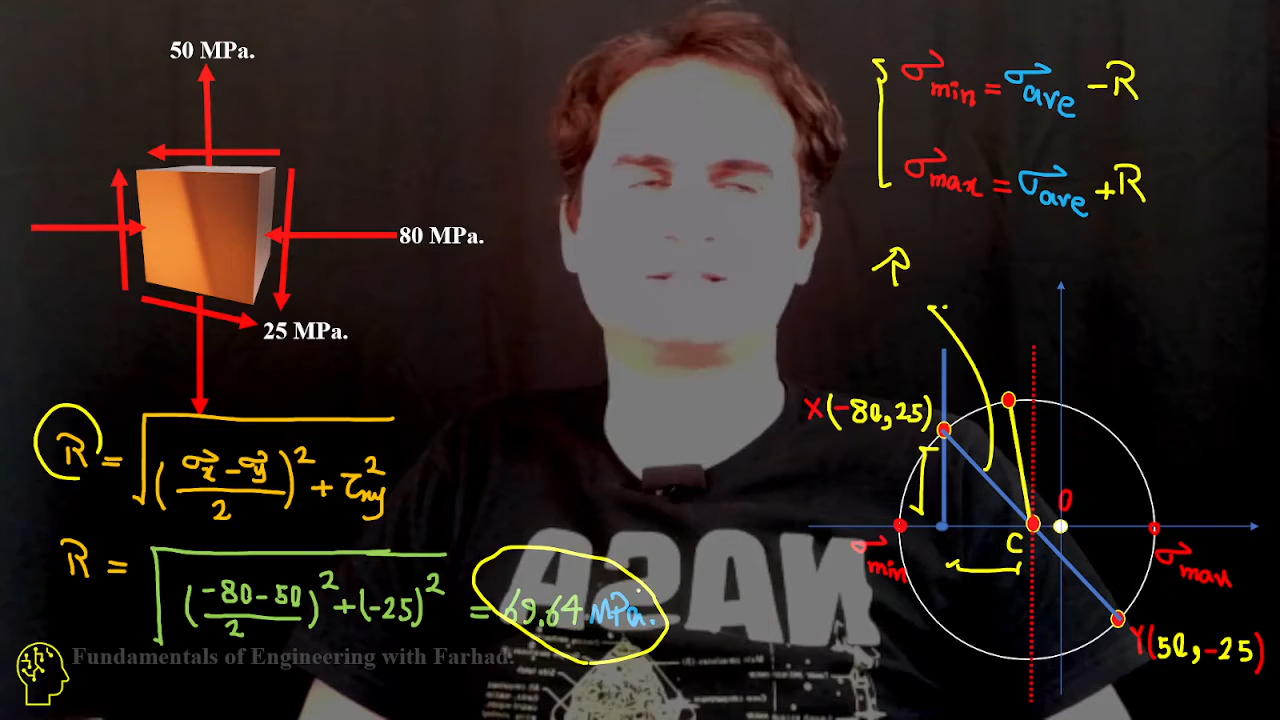 50 MPa.
80 MPa.
25 MPa.
σmin = σave - R
σmax = σave + R
R
R = √((σx - σy)/2)² + τxy²
R = √((-80-50)/2)² + (-25)² = 69.64 MPa.
X(-80,25)
O
C
σmin
σmax
Y(50,-25)
NASA
Fundamentals of Engineering with Farhad.